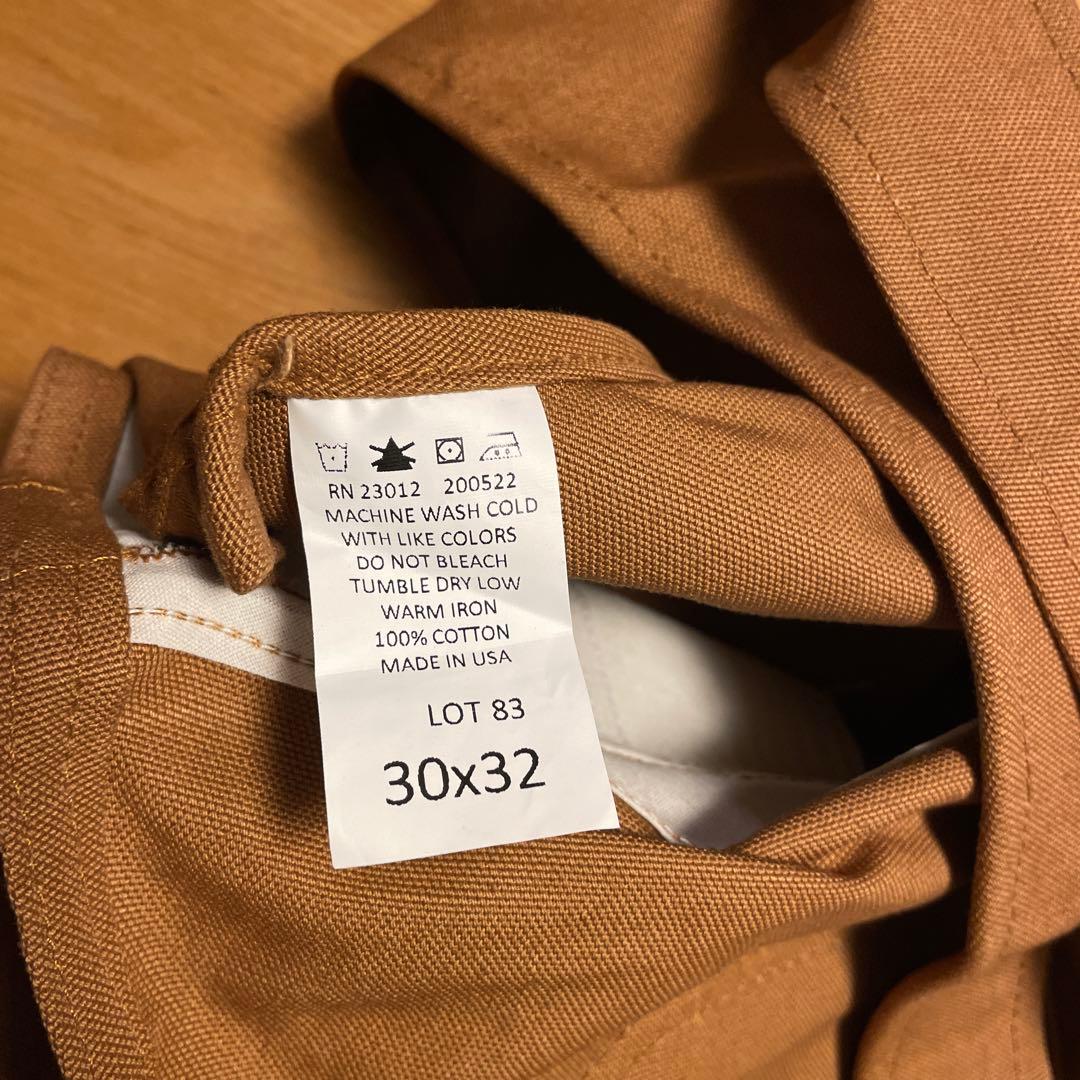 RN 23012 200522
MACHINE WASH COLD
WITH LIKE COLORS
DO NOT BLEACH
TUMBLE DRY LOW
WARM IRON
100% COTTON
MADE IN USA
LOT 83
30x32